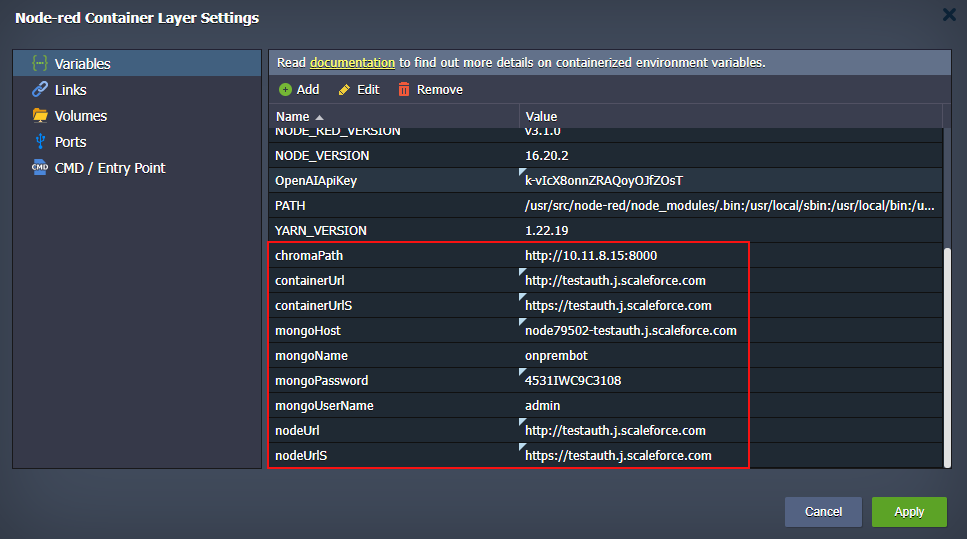 Node-red Container Layer Settings
Variables
Links
Volumes
Ports
CMD CMD / Entry Point
Read documentation to find out more details on containerized environment variables.
Add Edit Remove
Name Value
NODE_RED_VERSION v3.1.0
NODE_VERSION 16.20.2
OpenAIApiKey k-vIcX8onnZRAQoyOJfZOsT
PATH /usr/src/node-red/node_modules/.bin:/usr/local/sbin:/usr/local/bin:/u...
YARN_VERSION 1.22.19
chromaPath http://10.11.8.15:8000
containerUrl http://testauth.j.scaleforce.com
containerUrlS https://testauth.j.scaleforce.com
mongoHost node79502-testauth.j.scaleforce.com
mongoName onprembot
mongoPassword 4531IWC9C3108
mongoUserName admin
nodeUrl http://testauth.j.scaleforce.com
nodeUrlS https://testauth.j.scaleforce.com
Cancel Apply